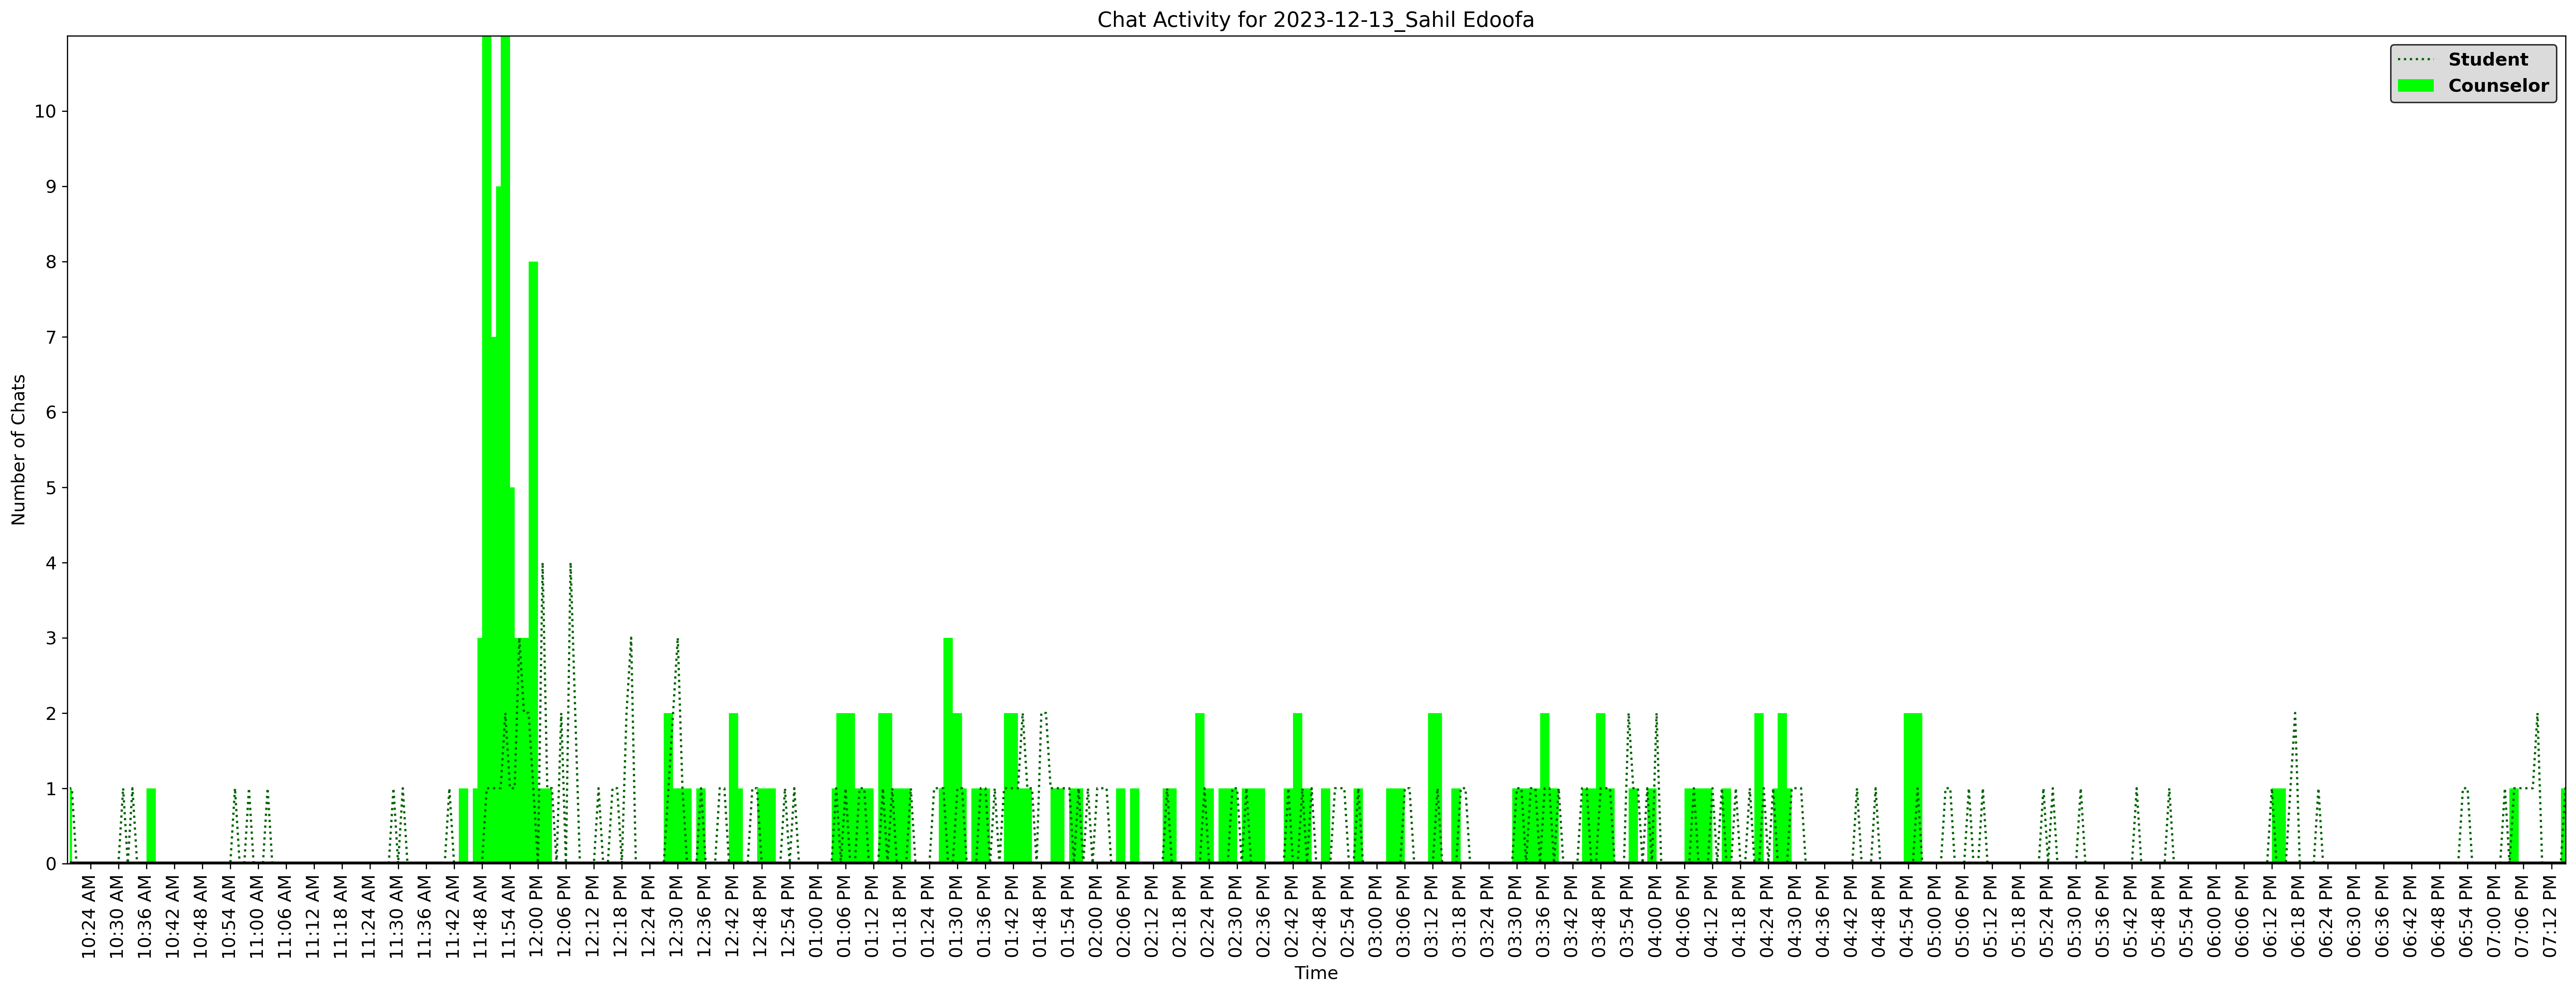 Chat Activity for 2023-12-13_Sahil Edoofa
Student
Counselor
Number of Chats
10
9
8
7
6
5
4
3
2
1
0
10:24 AM
10:30 AM
10:36 AM
10:42 AM
10:48 AM
10:54 AM
11:00 AM
11:06 AM
11:12 AM
11:18 AM
11:24 AM
11:30 AM
11:36 AM
11:42 AM
11:48 AM
11:54 AM
12:00 PM
12:06 PM
12:12 PM
12:18 PM
12:24 PM
12:30 PM
12:36 PM
12:42 PM
12:48 PM
12:54 PM
01:00 PM
01:06 PM
01:12 PM
01:18 PM
01:24 PM
01:30 PM
01:36 PM
01:42 PM
01:48 PM
01:54 PM
02:00 PM
02:06 PM
02:12 PM
02:18 PM
02:24 PM
02:30 PM
02:36 PM
02:42 PM
02:48 PM
02:54 PM
03:00 PM
03:06 PM
03:12 PM
03:18 PM
03:24 PM
03:30 PM
03:36 PM
03:42 PM
03:48 PM
03:54 PM
04:00 PM
04:06 PM
04:12 PM
04:18 PM
04:24 PM
04:30 PM
04:36 PM
04:42 PM
04:48 PM
04:54 PM
05:00 PM
05:06 PM
05:12 PM
05:18 PM
05:24 PM
05:30 PM
05:36 PM
05:42 PM
05:48 PM
05:54 PM
06:00 PM
06:06 PM
06:12 PM
06:18 PM
06:24 PM
06:30 PM
06:36 PM
06:42 PM
06:48 PM
06:54 PM
07:00 PM
07:06 PM
07:12 PM
Time